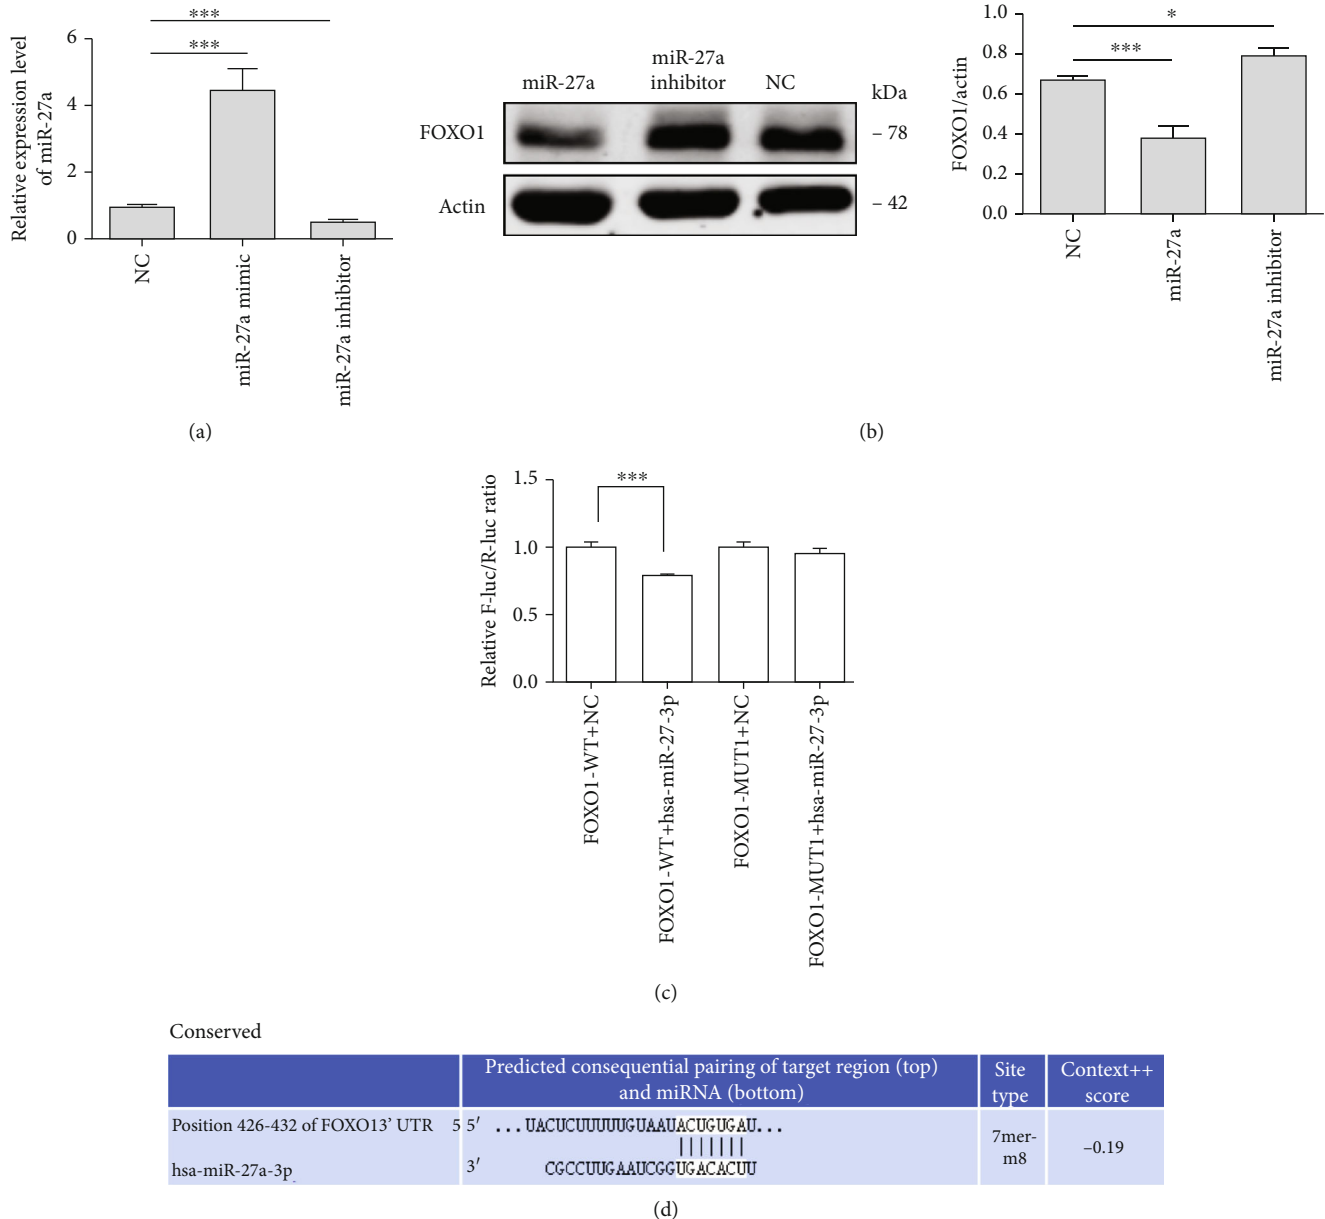 ***
***
6
4
2
0
Relative expression level
of miR-27a
NC
miR-27a mimic
miR-27a inhibitor
(a)
miR-27a
miR-27a
inhibitor
NC
kDa
FOXO1
– 78
Actin
– 42
*
***
1.0
0.8
0.6
0.4
0.2
0.0
FOXO1/actin
NC
miR-27a
miR-27a inhibitor
(b)
***
1.5
1.0
0.5
0.0
Relative F-luc/R-luc ratio
FOXO1-WT+NC
FOXO1-WT+hsa-miR-27-3p
FOXO1-MUT1+NC
FOXO1-MUT1+hsa-miR-27-3p
(c)
Conserved
Predicted consequential pairing of target region (top)
and miRNA (bottom)
Site
type
Context++
score
Position 426-432 of FOXO13' UTR 5 5' ...UACUCUUUUUGUAAUACUGUGAU...
hsa-miR-27a-3p 3' CGCCUUGAAUCGGUGACACUU
7mer-
m8
–0.19
(d)